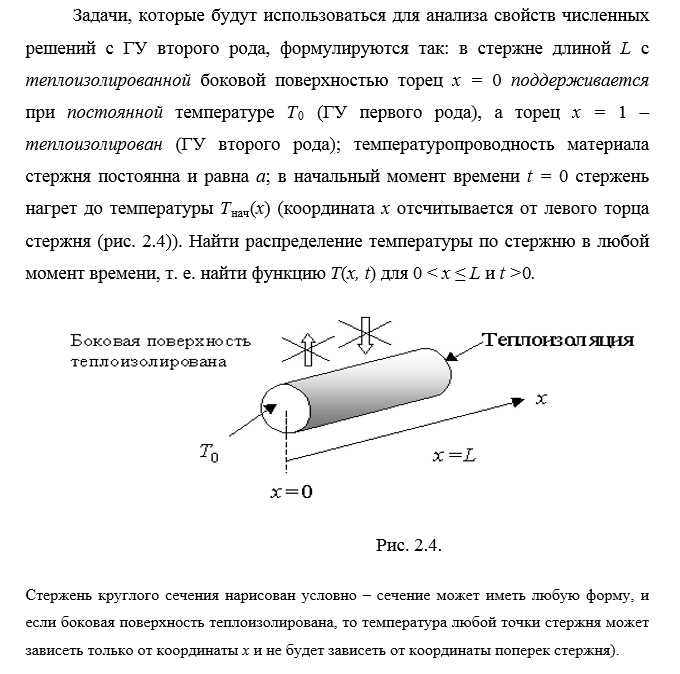 Задачи, которые будут использоваться для анализа свойств численных
решений с ГУ второго рода, формулируются так: в стержне длиной L с
теплоизолированной боковой поверхностью торец x = 0 поддерживается
при постоянной температуре T₀ (ГУ первого рода), а торец x = 1 –
теплоизолирован (ГУ второго рода); температуропроводность материала
стержня постоянна и равна a; в начальный момент времени t = 0 стержень
нагрет до температуры Tнач(x) (координата x отсчитывается от левого торца
стержня (рис. 2.4)). Найти распределение температуры по стержню в любой
момент времени, т. е. найти функцию T(x, t) для 0 < x ≤ L и t >0.
Боковая поверхность
теплоизолирована
Теплоизоляция
x
T₀
x=L
x=0
Рис. 2.4.
Стержень круглого сечения нарисован условно – сечение может иметь любую форму, и
если боковая поверхность теплоизолирована, то температура любой точки стержня может
зависеть только от координаты x и не будет зависеть от координаты поперек стержня).